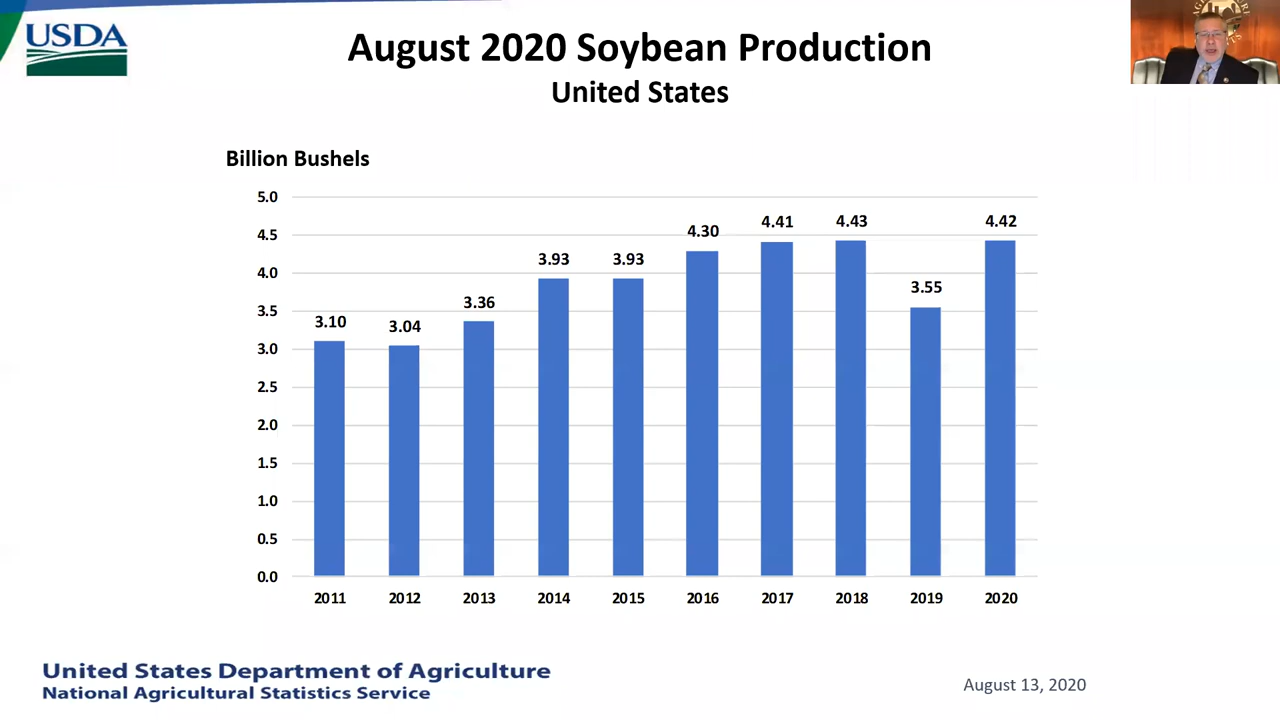 USDA
August 2020 Soybean Production
United States
Billion Bushels
5.0
4.5
4.0
3.5
3.0
2.5
2.0
1.5
1.0
0.5
0.0
3.10
3.04
3.36
3.93
3.93
4.30
4.41
4.43
3.55
4.42
2011 2012 2013 2014 2015 2016 2017 2018 2019 2020
United States Department of Agriculture
National Agricultural Statistics Service
August 13, 2020